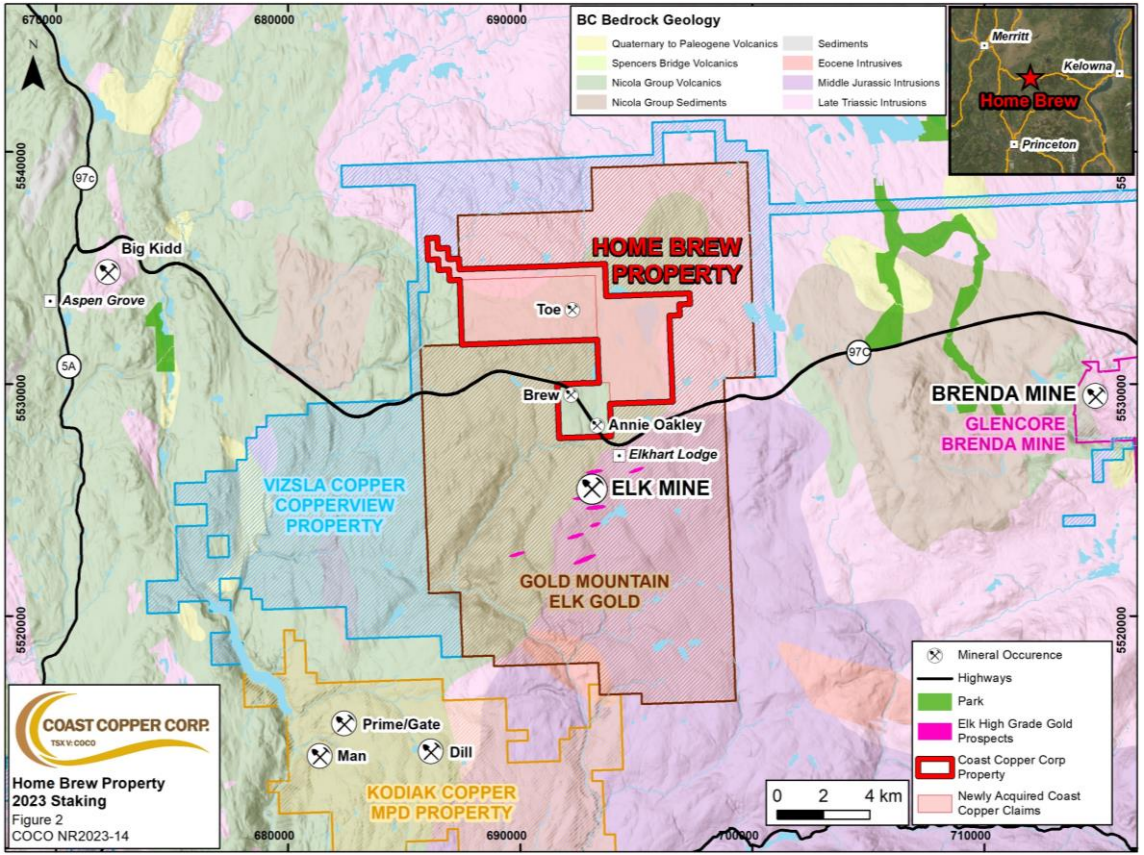 670000
680000
690000
N
BC Bedrock Geology
Quaternary to Paleogene Volcanics
Spencers Bridge Volcanics
Nicola Group Volcanics
Nicola Group Sediments
Sediments
Eocene Intrusives
Middle Jurassic Intrusions
Late Triassic Intrusions
Merritt
Kelowna
Home Brew
Princeton
5540000
97c
Big Kidd
Aspen Grove
5A
HOME BREW
PROPERTY
Toe
97C
5530000
5530000
Brew
Annie Oakley
Elkhart Lodge
BRENDA MINE
GLENCORE
BRENDA MINE
ELK MINE
VIZSLA COPPER
COPPERVIEW
PROPERTY
GOLD MOUNTAIN
ELK GOLD
5520000
5520000
Mineral Occurence
Highways
Park
Elk High Grade Gold
Prospects
Coast Copper Corp
Property
Newly Acquired Coast
Copper Claims
COAST COPPER CORP.
TSX V: COCO
Home Brew Property
2023 Staking
Figure 2
COCO NR2023-14
Prime/Gate
Man
Dill
KODIAK COPPER
MPD PROPERTY
0 2 4 km
680000
690000
700000
710000